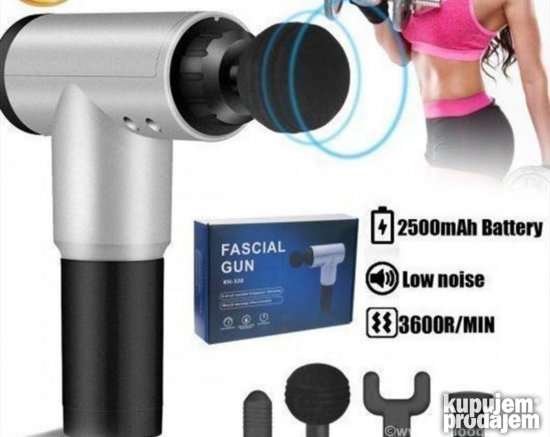 2500mAh Battery
FASCIAL
GUN
KH-320
Low noise
3600R/MIN
kupujem
prodajem